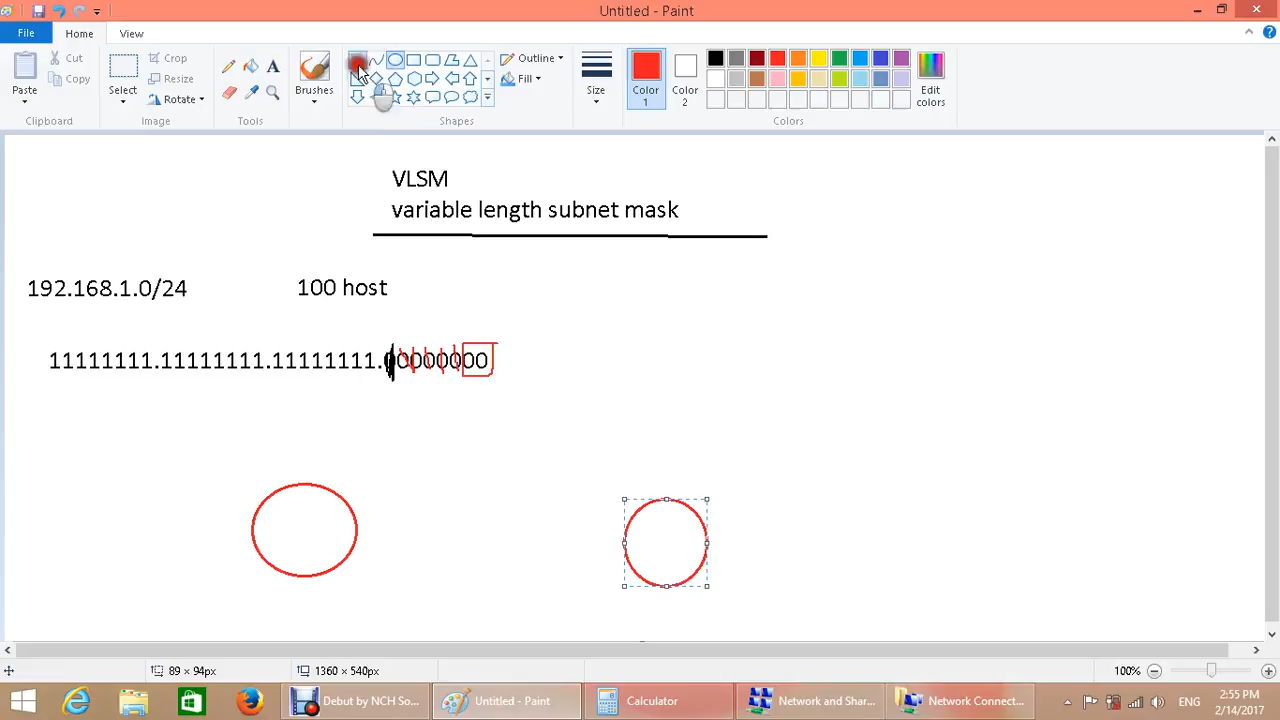 Untitled - Paint
File
Home
View
Paste
Cut
Copy
Clipboard
Select
Crop
Resize
Rotate
Image
A
Tools
Brushes
Shapes
Outline
Fill
Size
Color 1
Color 2
Edit colors
Colors
VLSM
variable length subnet mask
192.168.1.0/24 100 host
11111111.11111111.11111111.00000000
89 × 94px
1360 × 540px
100%
Debut by NCH So...
Untitled - Paint
Calculator
Network and Shar...
Network Connect...
ENG
2:55 PM
2/14/2017